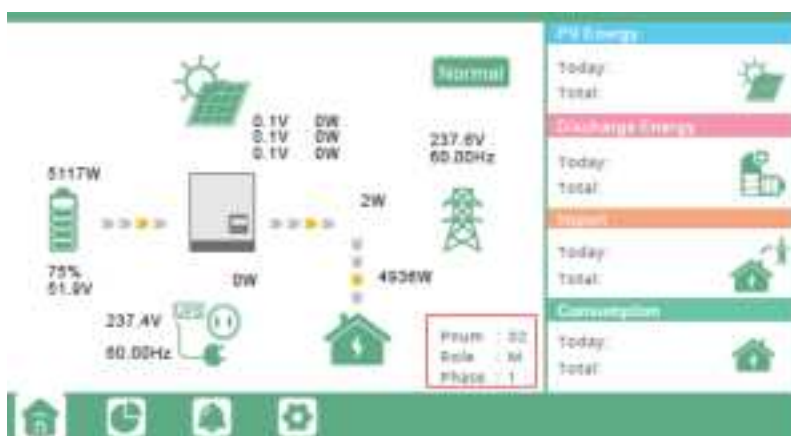 Normal
0.1V 0W
0.1V 0W
0.1V 0W
237.6V
60.00Hz
5117W
2W
75%
51.9V
0W
4936W
237.4V
UPS
60.00Hz
Pnum : 02
Role : M
Phase : 1
PV Energy
Today:
Total:
Discharge Energy
Today:
Total:
Import
Today:
Total:
Consumption
Today:
Total: